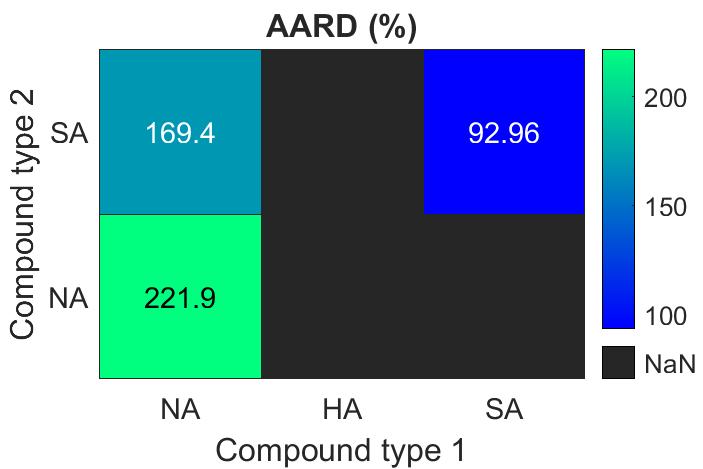 AARD (%)
Compound type 2
SA
169.4
92.96
NA
221.9
NA
HA
SA
Compound type 1
200
150
100
NaN